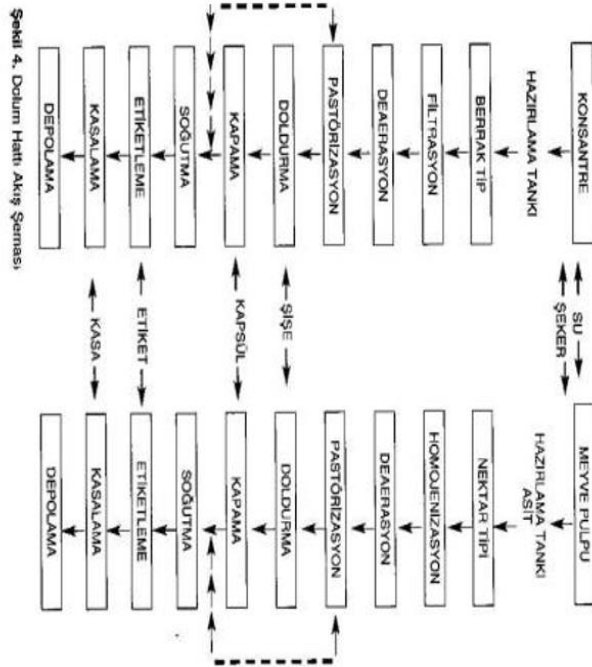 KONSANTRE
HAZIRLAMA TANKI
BERRAK TİP
FİLTRASYON
DEAERASYON
PASTÖRİZASYON
DOLDURMA
KAPAMA
SOĞUTMA
ETİKETLEME
KASALAMA
DEPOLAMA
SU
ŞEKER
ŞİŞE
KAPSÜL
ETİKET
KASA
MEYVE PULPU
HAZIRLAMA TANKI
ASİT
NEKTAR TİPİ
HOMOJENİZASYON
DEAERASYON
PASTÖRİZASYON
DOLDURMA
KAPAMA
SOĞUTMA
ETİKETLEME
KASALAMA
DEPOLAMA
Şekil 4. Dolum Hattı Akış Şeması